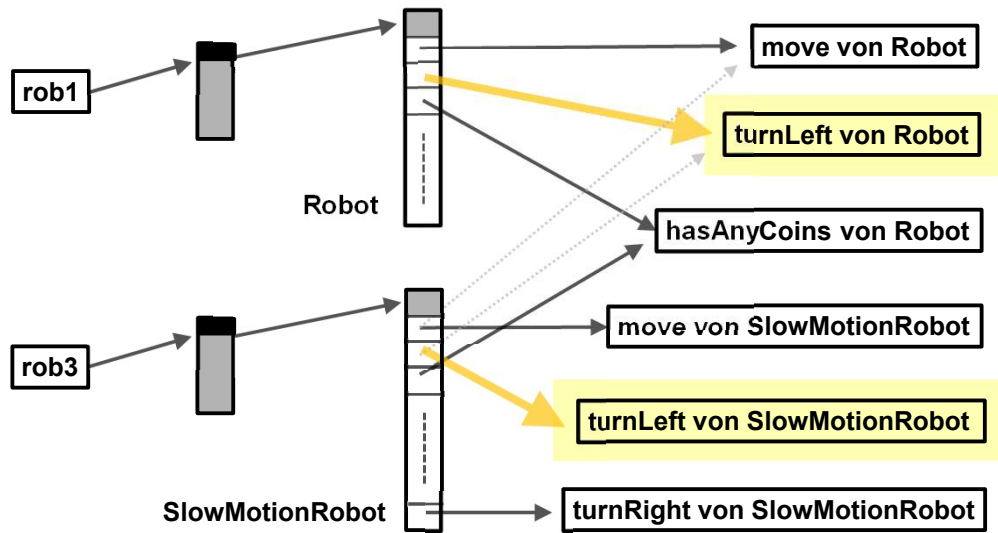 move von Robot
rob1
turnLeft von Robot
Robot
hasAnyCoins von Robot
move von SlowMotionRobot
rob3
turnLeft von SlowMotionRobot
SlowMotionRobot
turnRight von SlowMotionRobot